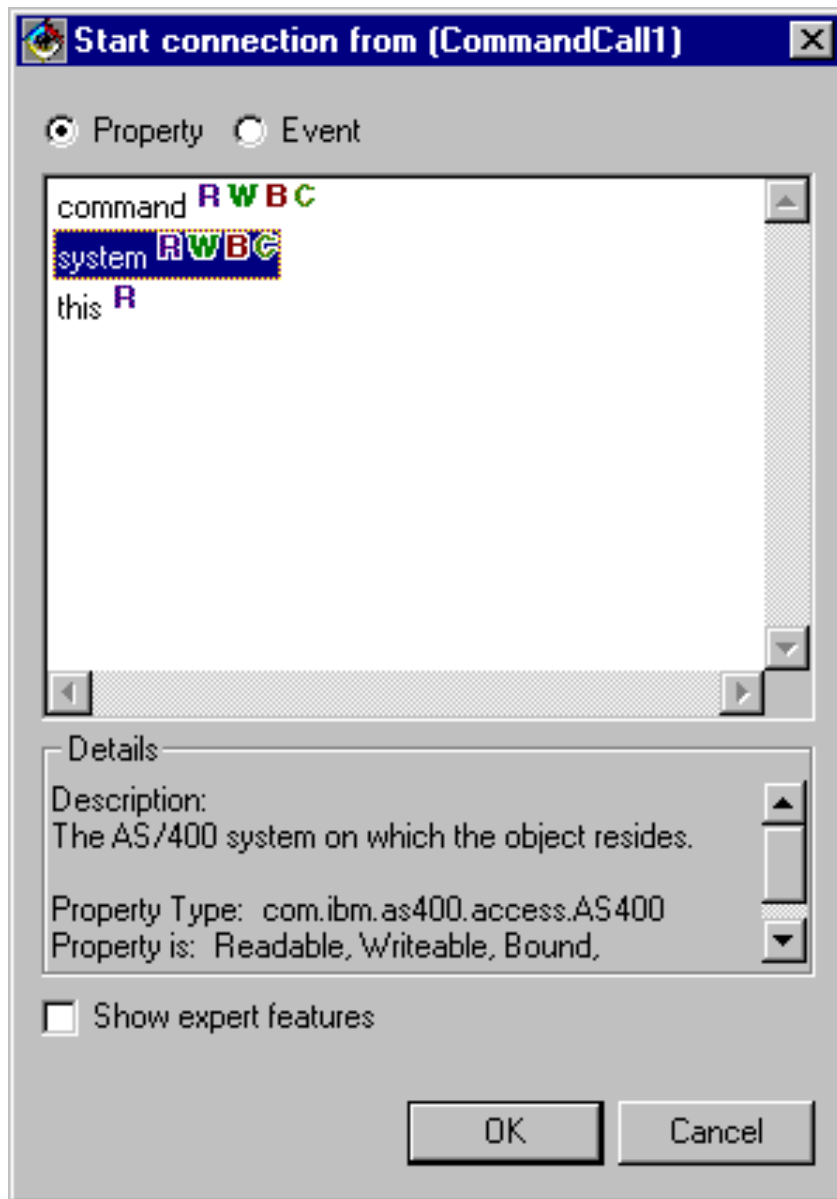 Start connection from (CommandCall1)
Property Event
command R W B C
system R W B C
this R
Details
Description:
The AS/400 system on which the object resides.
Property Type: com.ibm.as400.access.AS400
Property is: Readable, Writeable, Bound,
Show expert features
OK Cancel